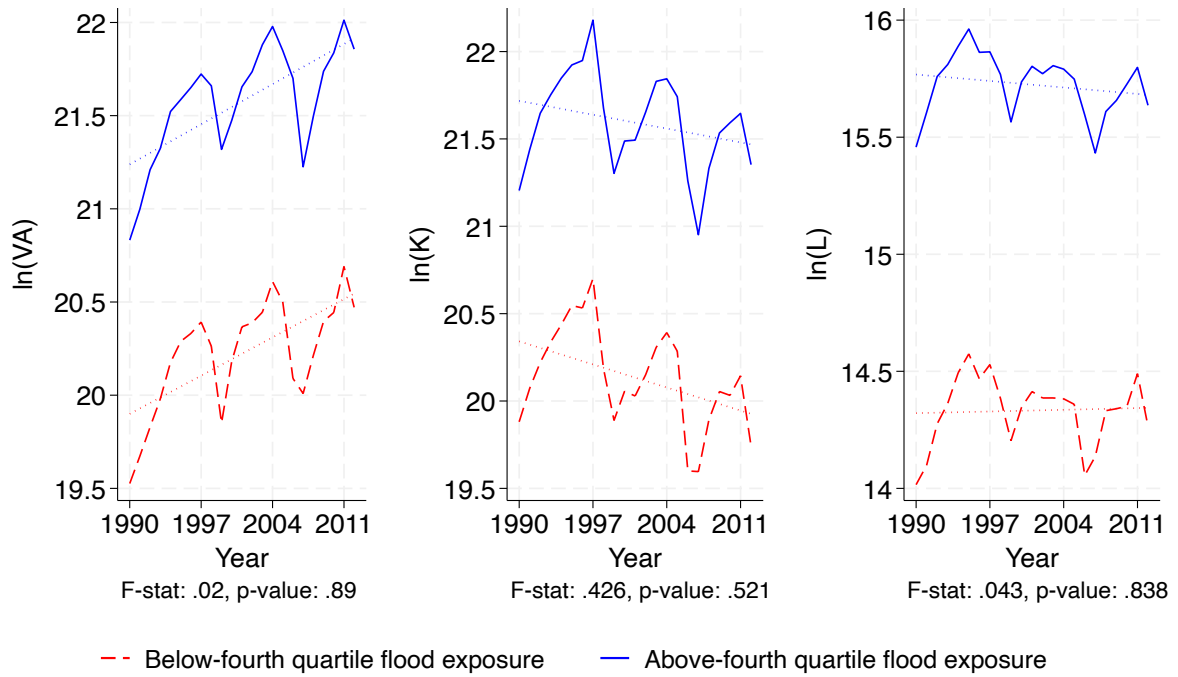 ln(VA)
22
21.5
21
20.5
20
19.5
1990 1997 2004 2011
Year
F-stat: .02, p-value: .89
ln(K)
22
21.5
21
20.5
20
19.5
1990 1997 2004 2011
Year
F-stat: .426, p-value: .521
ln(L)
16
15.5
15
14.5
14
1990 1997 2004 2011
Year
F-stat: .043, p-value: .838
Below-fourth quartile flood exposure
Above-fourth quartile flood exposure